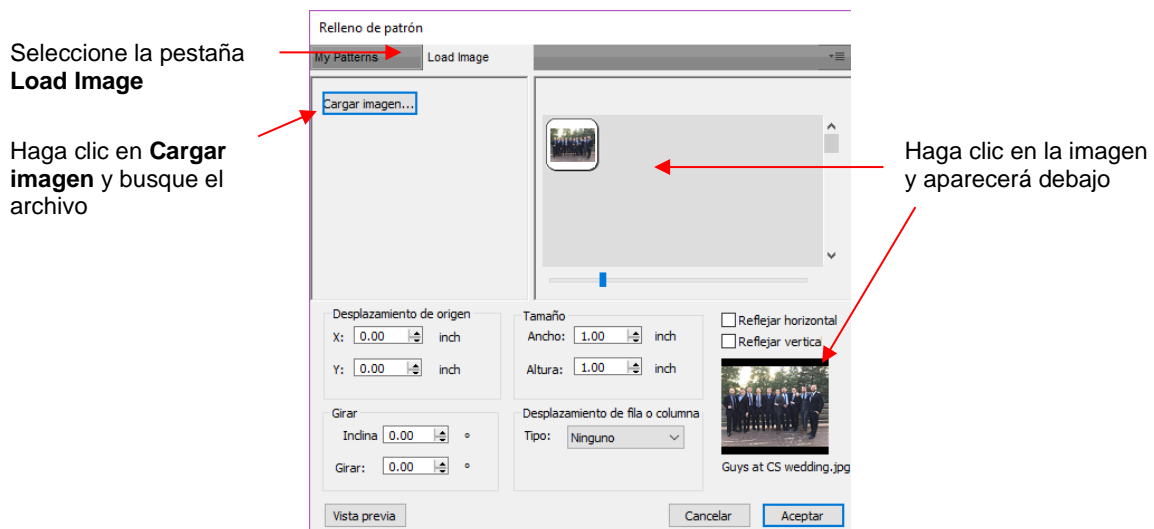 Relleno de patrón
My Patterns Load Image
Cargar imagen...
Seleccione la pestaña
Load Image
Haga clic en Cargar
imagen y busque el
archivo
Haga clic en la imagen
y aparecerá debajo
Desplazamiento de origen
X: 0.00 inch
Y: 0.00 inch
Tamaño
Ancho: 1.00 inch
Altura: 1.00 inch
Reflejar horizontal
Reflejar vertical
Girar
Inclina 0.00 °
Girar: 0.00 °
Desplazamiento de fila o columna
Tipo: Ninguno
Guys at CS wedding.jpg
Vista previa
Cancelar
Aceptar